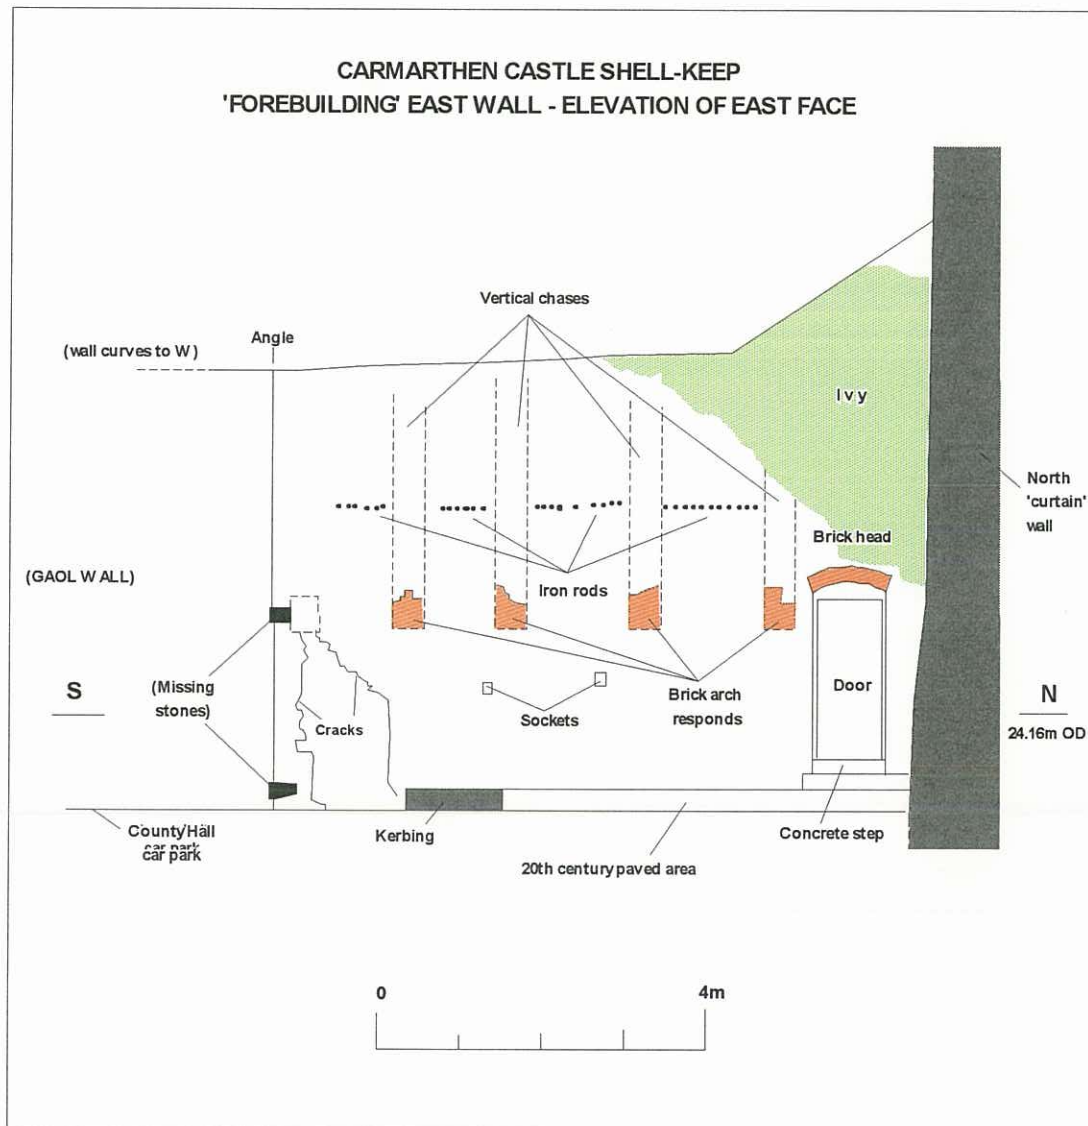 CARMARTHEN CASTLE SHELL-KEEP
'FOREBUILDING' EAST WALL - ELEVATION OF EAST FACE
Vertical chases
Angle
(wall curves to W)
Ivy
North
'curtain'
wall
Brick head
(GAOL WALL)
Iron rods
S
(Missing
stones)
Cracks
Sockets
Brick arch
responds
Door
N
24.16m OD
County Hall
car park
car park
Kerbing
Concrete step
20th century paved area
0
4m